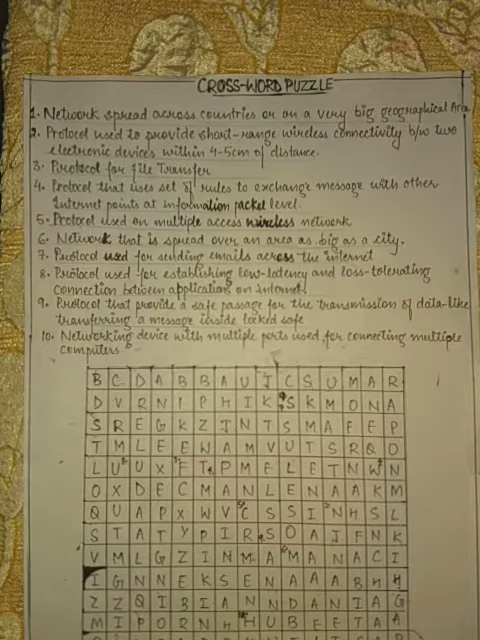 CROSS-WORD PUZZLE
1. Network spread across countries or on a very big geographical Area
2. Protocol used to provide short-range wireless connectivity b/w two
electronic devices within 4-5cm of distance.
3. Protocol for File Transfer
4. Protocol that uses set of rules to exchange message with other
Internet points at information packet level.
5. Protocol used on multiple access wireless network
6. Network that is spread over an area as big as a city.
7. Protocol used for sending emails across the internet
8. Protocol used for establishing low-latency and loss-tolerating
connection between application on internet.
9. Protocol that provide a safe passage for the transmission of data-like
transferring a message inside locked safe
10. Networking device with multiple ports used for connecting multiple
computers
B C D A B B A U T C S U M A R
D V R N I P H I K S K M O N A
S R E G K Z J N T S M A F E P
T M L E E W A M V U T S R Q O
L U U X F T P M E L E T N W N
O X D E C M A N L E N A A K M
Q U A P X W V C S S I N H S L
S T A T Y P I R S O A J F N K
V M L G Z I N M A M A N A C I
I G N N E K S E N A A A B H H
Z Z Q I B I A N N D A N I A G
M I P O R N H H U B F E T A A